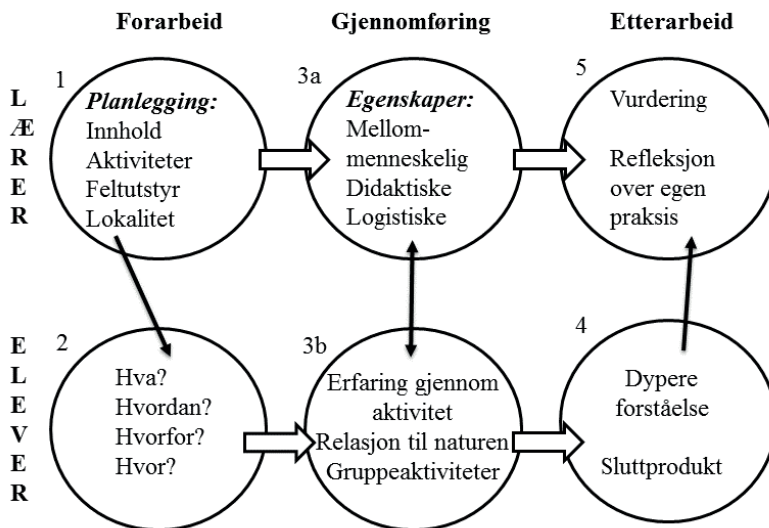 Forarbeid
Gjennomføring
Etterarbeid
LÆRER
1
Planlegging:
Innhold
Aktiviteter
Feltutstyr
Lokalitet
3a
Egenskaper:
Mellom-
menneskelig
Didaktiske
Logistiske
5
Vurdering
Refleksjon
over egen
praksis
ELEVER
2
Hva?
Hvordan?
Hvorfor?
Hvor?
3b
Erfaring gjennom
aktivitet
Relasjon til naturen
Gruppeaktiviteter
4
Dypere
forståelse
Sluttprodukt